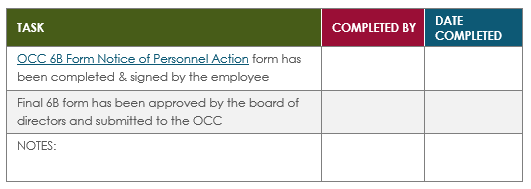 TASK
COMPLETED BY
DATE
COMPLETED
OCC 6B Form Notice of Personnel Action form has
been completed & signed by the employee
Final 6B form has been approved by the board of
directors and submitted to the OCC
NOTES: